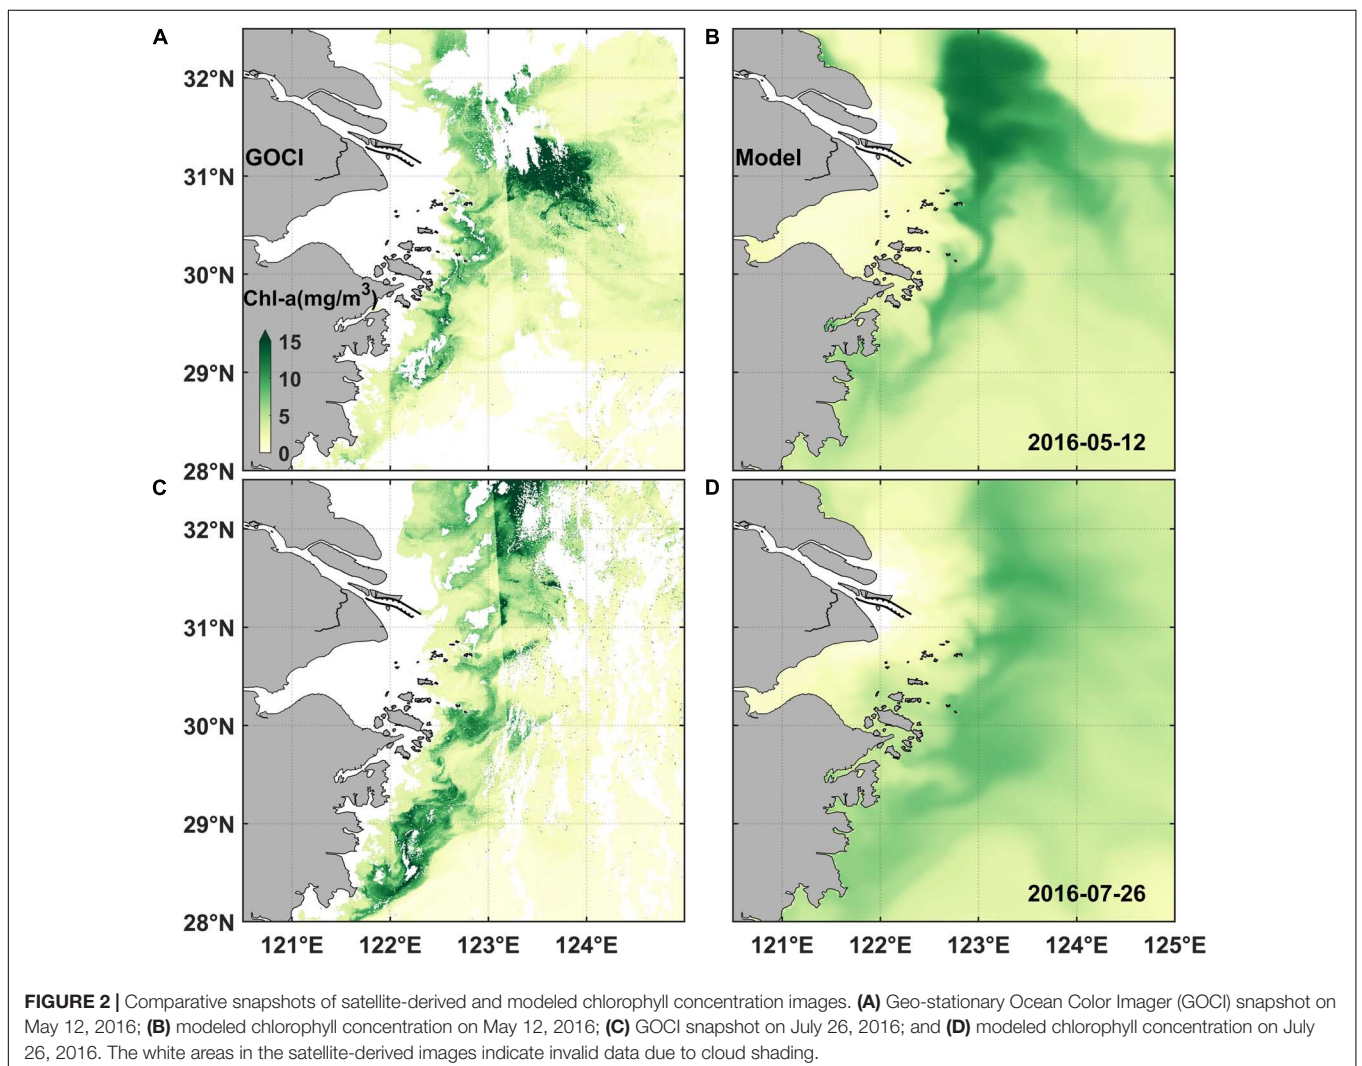 A
B
32°N
31°N
30°N
29°N
28°N
GOCI
Model
Chl-a(mg/m³)
15
10
5
0
2016-05-12
C
D
32°N
31°N
30°N
29°N
28°N
2016-07-26
121°E 122°E 123°E 124°E 121°E 122°E 123°E 124°E 125°E
FIGURE 2 | Comparative snapshots of satellite-derived and modeled chlorophyll concentration images. (A) Geo-stationary Ocean Color Imager (GOCI) snapshot on
May 12, 2016; (B) modeled chlorophyll concentration on May 12, 2016; (C) GOCI snapshot on July 26, 2016; and (D) modeled chlorophyll concentration on July
26, 2016. The white areas in the satellite-derived images indicate invalid data due to cloud shading.